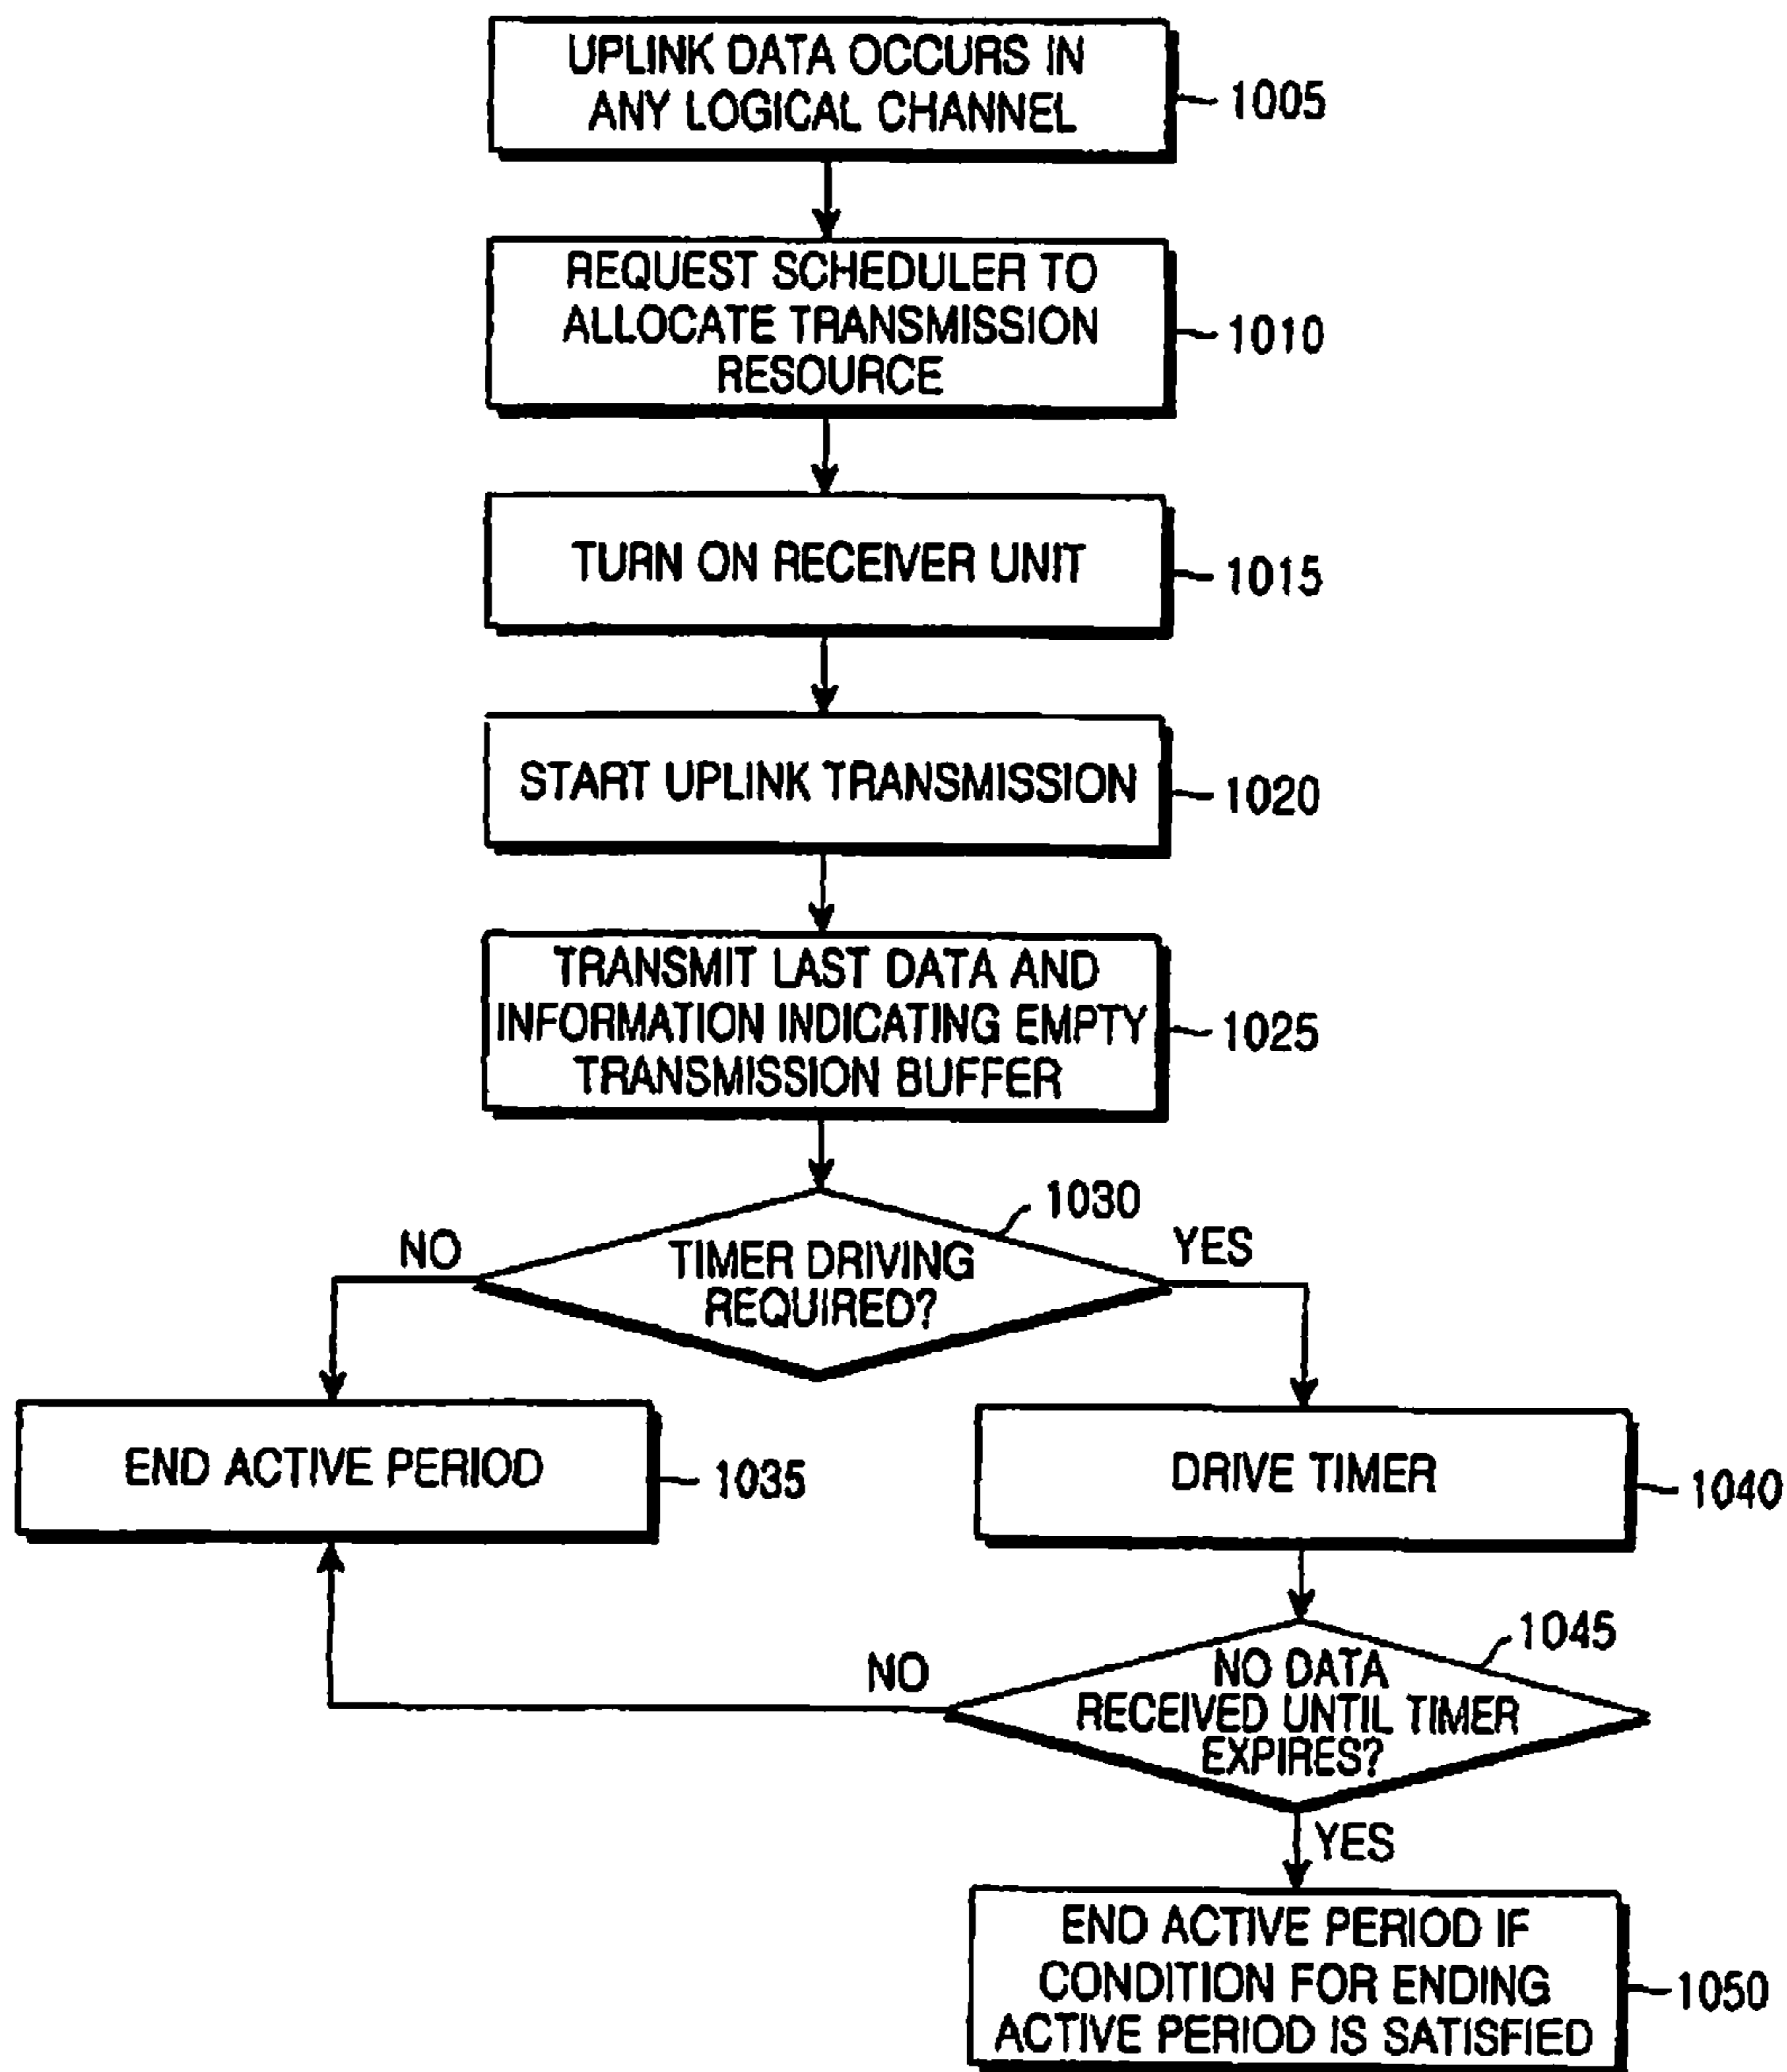 UPLINK DATA OCCURS IN
ANY LOGICAL CHANNEL
1005
REQUEST SCHEDULER TO
ALLOCATE TRANSMISSION
RESOURCE
1010
TURN ON RECEIVER UNIT
1015
START UPLINK TRANSMISSION
1020
TRANSMIT LAST DATA AND
INFORMATION INDICATING EMPTY
TRANSMISSION BUFFER
1025
1030
NO
YES
TIMER DRIVING
REQUIRED?
END ACTIVE PERIOD
1035
DRIVE TIMER
1040
1045
NO
NO DATA
RECEIVED UNTIL TIMER
EXPIRES?
YES
END ACTIVE PERIOD IF
CONDITION FOR ENDING
ACTIVE PERIOD IS SATISFIED
1050